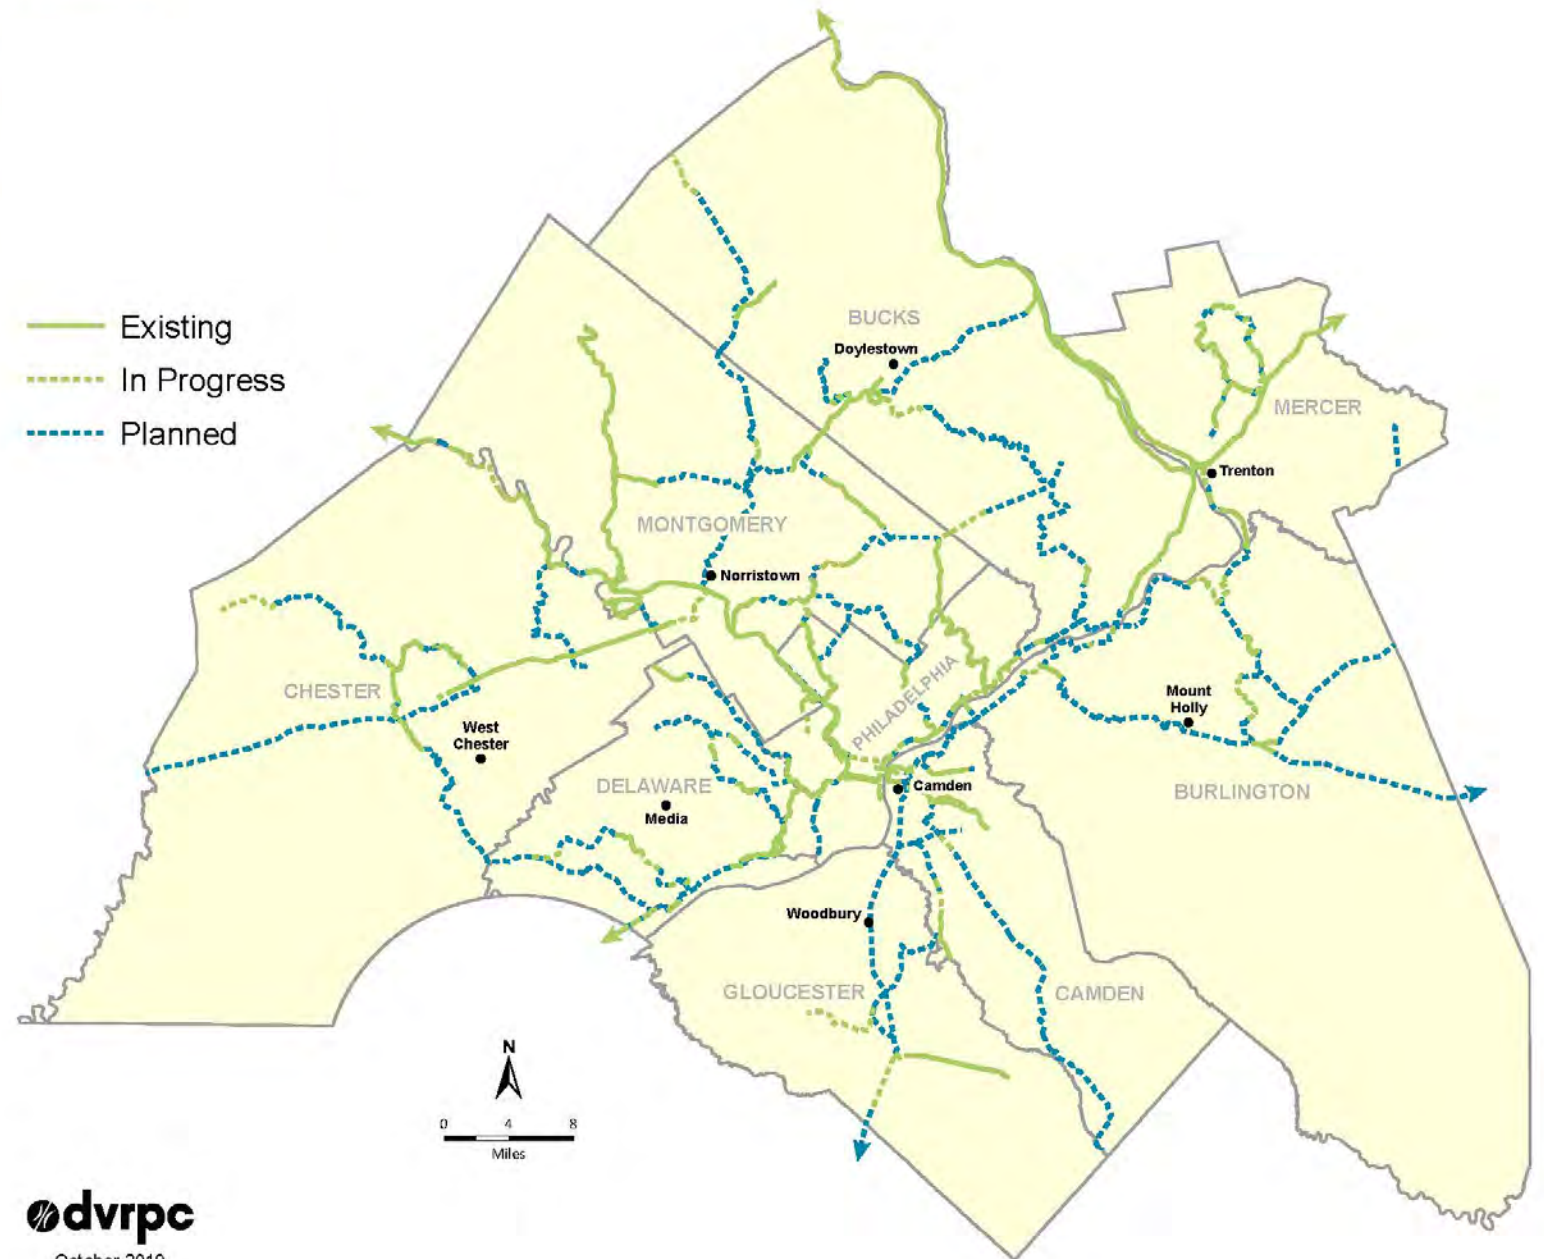 BUCKS
Existing
Doylestown
In Progress
MERCER
Planned
Trenton
MONTGOMERY
Norristown
CHESTER
PHILADELPHIA
Mount
Holly
West
Chester
DELAWARE
Camden
BURLINGTON
Media
Woodbury
GLOUCESTER
CAMDEN
N
0 4 8
Miles
dvrpc